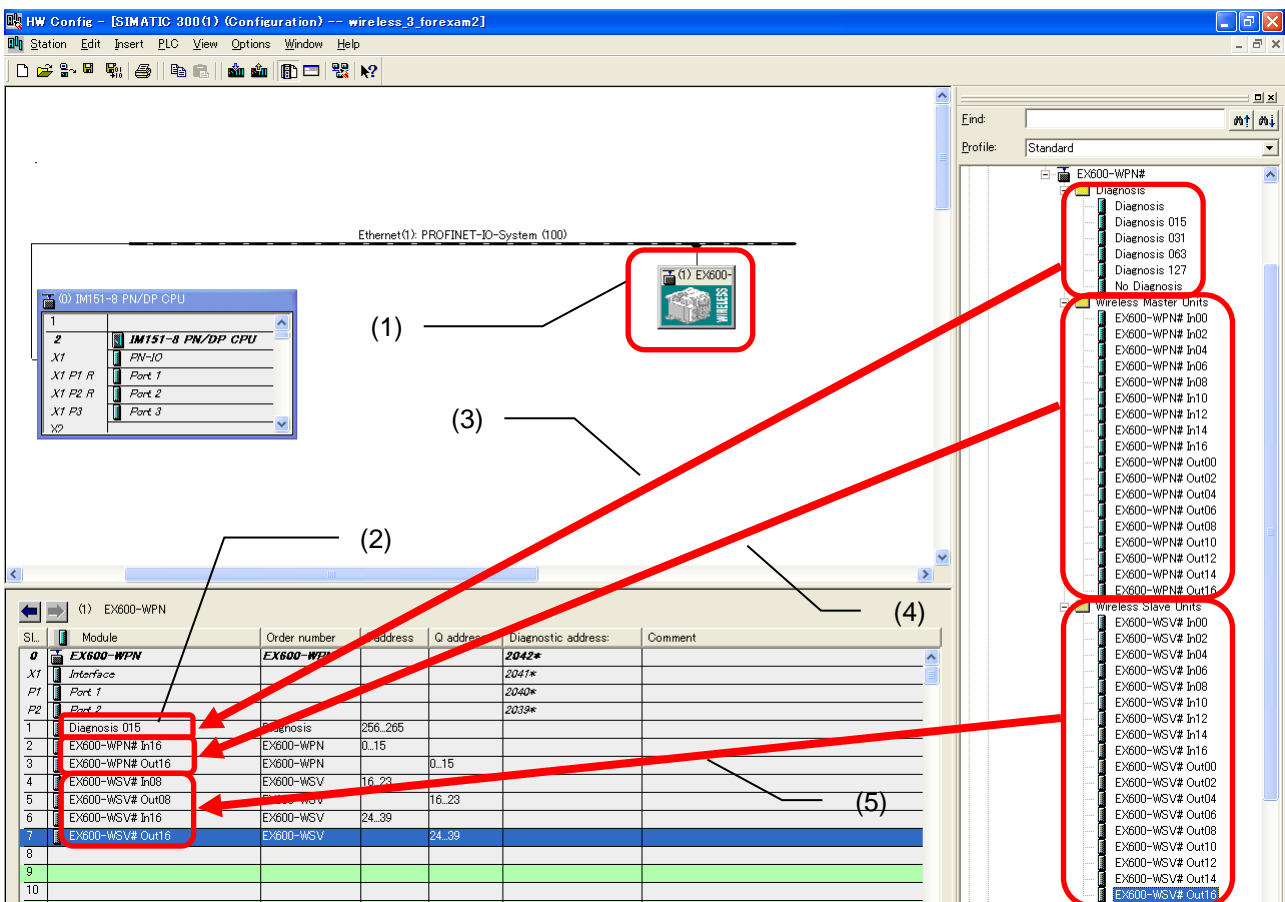 HW Config - [SIMATIC 300(1) (Configuration) -- wireless_3_forexam2]
Station Edit Insert PLC View Options Window Help
Find:
Profile: Standard
Ethernet(1): PROFINET-IO-System (100)
(1) EX600-
WIRELESS
(1)
(0) IM151-8 PN/DP CPU
1
2 IM151-8 PN/DP CPU
X1 PN-IO
X1 P1 R Port 1
X1 P2 R Port 2
X1 P3 Port 3
X2
(3)
(2)
(4)
(5)
EX600-WPN#
Diagnosis
Diagnosis
Diagnosis 015
Diagnosis 031
Diagnosis 063
Diagnosis 127
No Diagnosis
Wireless Master Units
EX600-WPN# In00
EX600-WPN# In02
EX600-WPN# In04
EX600-WPN# In06
EX600-WPN# In08
EX600-WPN# In10
EX600-WPN# In12
EX600-WPN# In14
EX600-WPN# In16
EX600-WPN# Out00
EX600-WPN# Out02
EX600-WPN# Out04
EX600-WPN# Out06
EX600-WPN# Out08
EX600-WPN# Out10
EX600-WPN# Out12
EX600-WPN# Out14
EX600-WPN# Out16
Wireless Slave Units
EX600-WSV# In00
EX600-WSV# In02
EX600-WSV# In04
EX600-WSV# In06
EX600-WSV# In08
EX600-WSV# In10
EX600-WSV# In12
EX600-WSV# In14
EX600-WSV# In16
EX600-WSV# Out00
EX600-WSV# Out02
EX600-WSV# Out04
EX600-WSV# Out06
EX600-WSV# Out08
EX600-WSV# Out10
EX600-WSV# Out12
EX600-WSV# Out14
EX600-WSV# Out16
(1) EX600-WPN
Sl... Module Order number address Q address Diagnostic address: Comment
0 EX600-WPN EX600-WPN 2042*
X1 Interface 2041*
P1 Port 1 2040*
P2 Port 2 2039*
1 Diagnosis 015 Diagnosis 256...265
2 EX600-WPN# In16 EX600-WPN 0...15
3 EX600-WPN# Out16 EX600-WPN 0...15
4 EX600-WSV# In08 EX600-WSV 16...23
5 EX600-WSV# Out08 EX600-WSV 16...23
6 EX600-WSV# In16 EX600-WSV 24...39
7 EX600-WSV# Out16 EX600-WSV 24...39
8
9
10